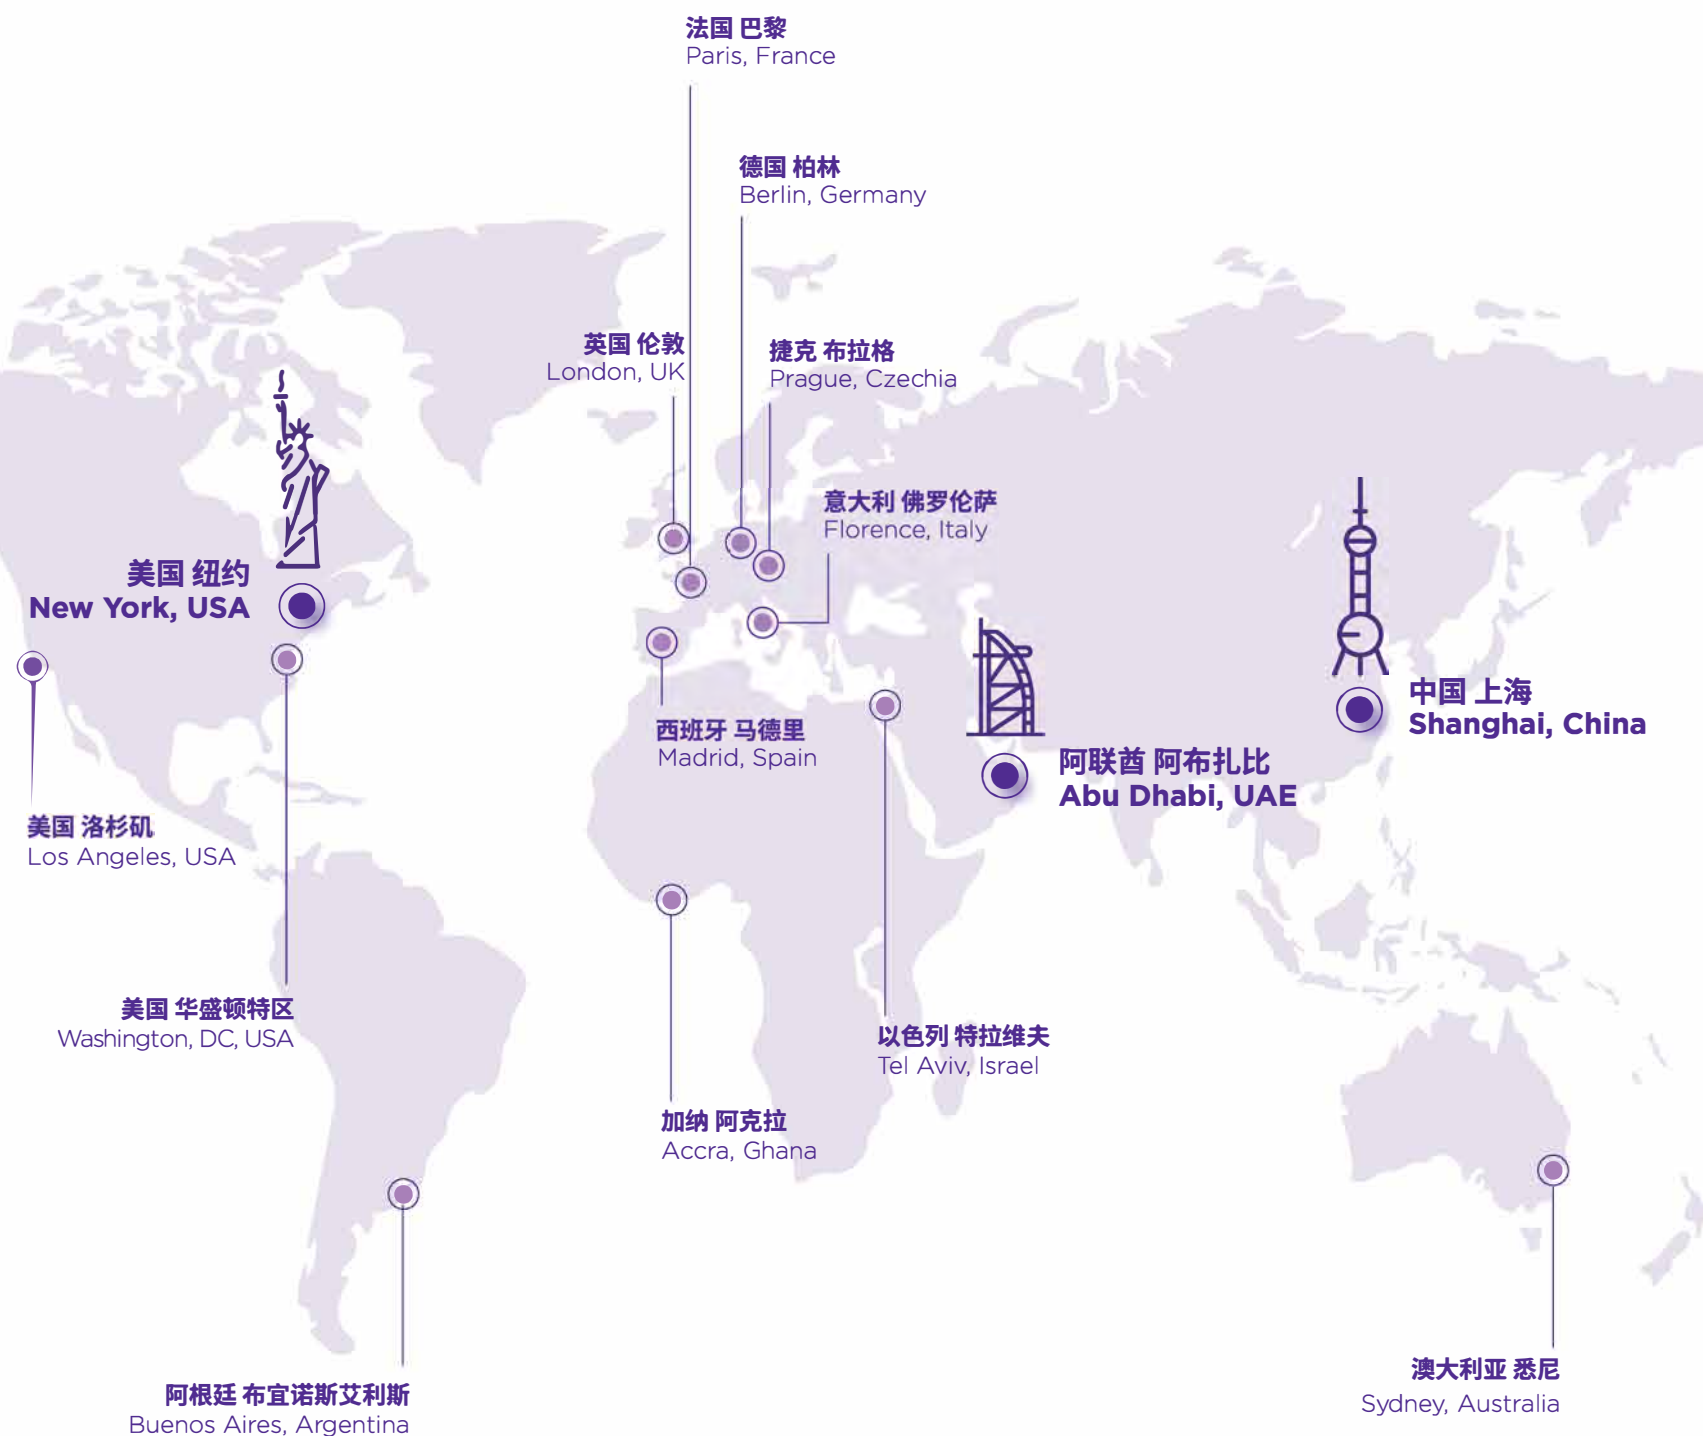 法国 巴黎
Paris, France
德国 柏林
Berlin, Germany
英国 伦敦
London, UK
捷克 布拉格
Prague, Czechia
意大利 佛罗伦萨
Florence, Italy
美国 纽约
New York, USA
中国 上海
Shanghai, China
西班牙 马德里
Madrid, Spain
阿联酋 阿布扎比
Abu Dhabi, UAE
美国 洛杉矶
Los Angeles, USA
美国 华盛顿特区
Washington, DC, USA
以色列 特拉维夫
Tel Aviv, Israel
加纳 阿克拉
Accra, Ghana
澳大利亚 悉尼
Sydney, Australia
阿根廷 布宜诺斯艾利斯
Buenos Aires, Argentina